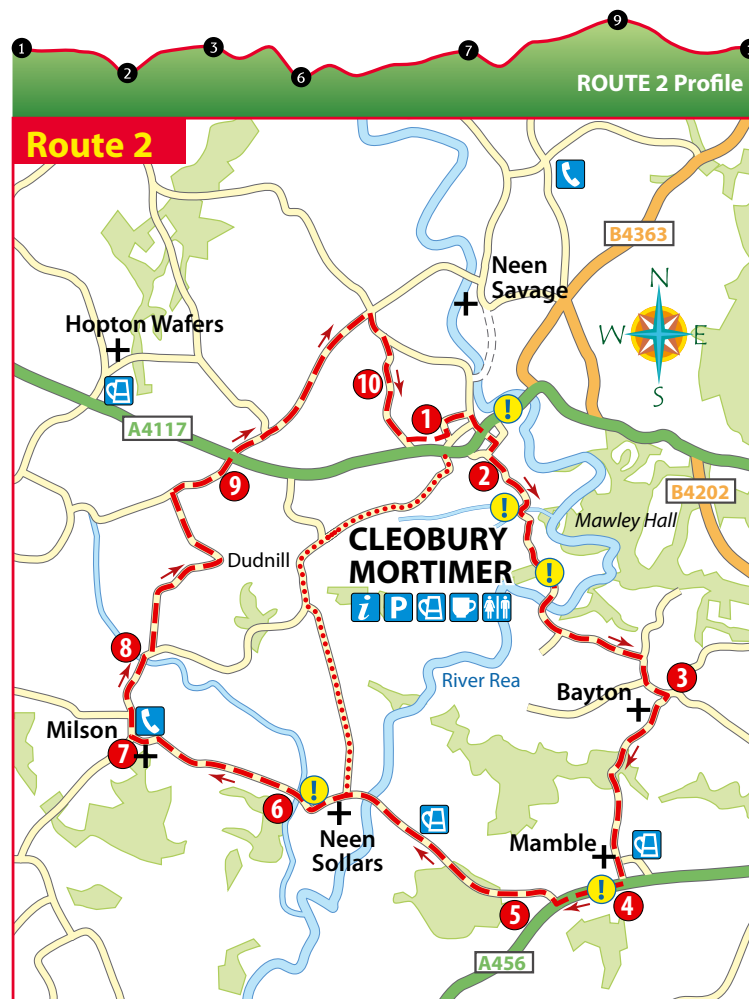 1
2
3
6
7
9
1
ROUTE 2 Profile
Route 2
B4363
Neen
Savage
N
W E
S
Hopton Wafers
10
A4117
1
!
2
9
B4202
!
Mawley Hall
CLEOBURY
MORTIMER
i P
Dudnill
!
8
River Rea
3
Bayton
Milson
7
!
6
Neen
Sollars
Mamble
!
4
5
A456